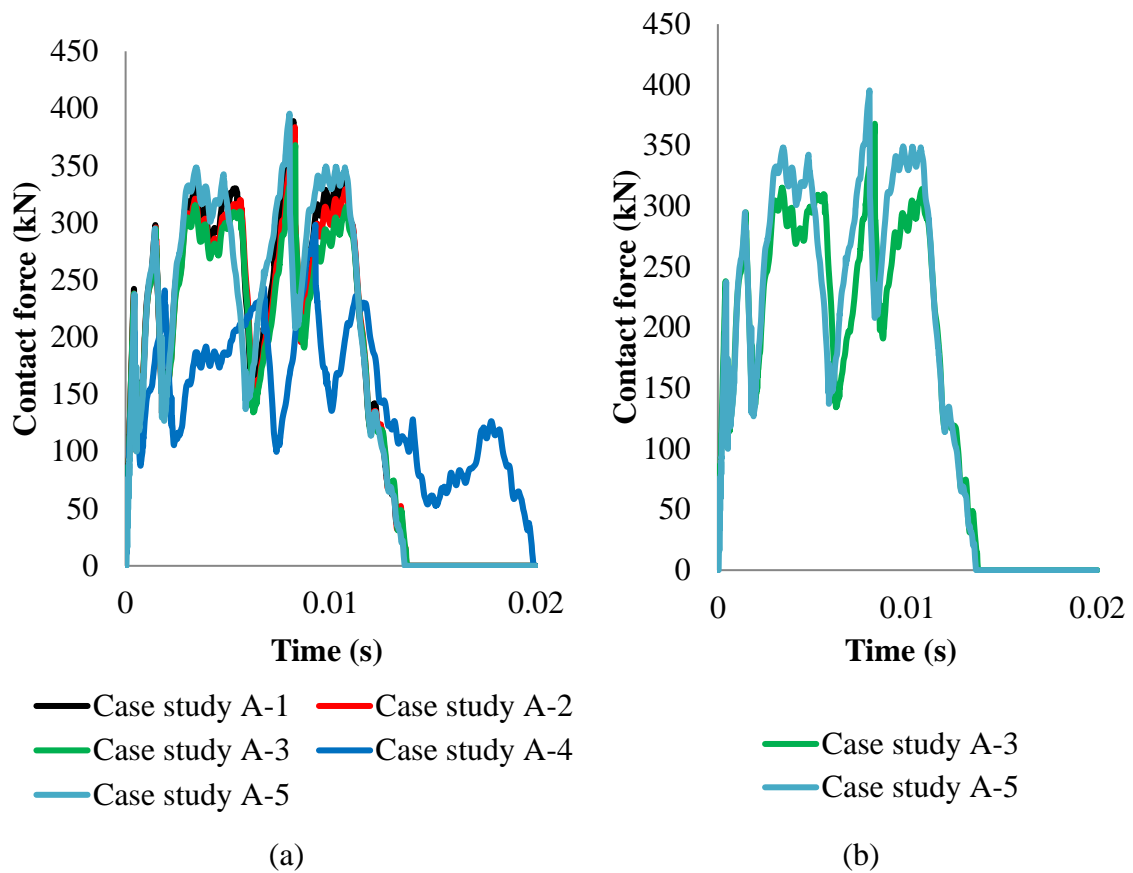 450
400
350
300
250
200
150
100
50
0
Contact force (kN)
0 0.01 0.02
Time (s)
Case study A-1 Case study A-2
Case study A-3 Case study A-4
Case study A-5
(a)
450
400
350
300
250
200
150
100
50
0
Contact force (kN)
0 0.01 0.02
Time (s)
Case study A-3
Case study A-5
(b)